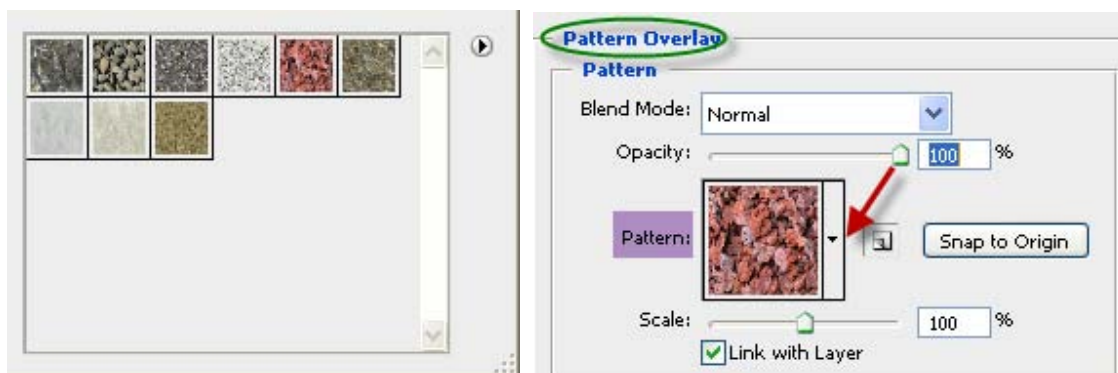 Pattern Overlay
Pattern
Blend Mode: Normal
Opacity: 100 %
Pattern: Snap to Origin
Scale: 100 %
Link with Layer